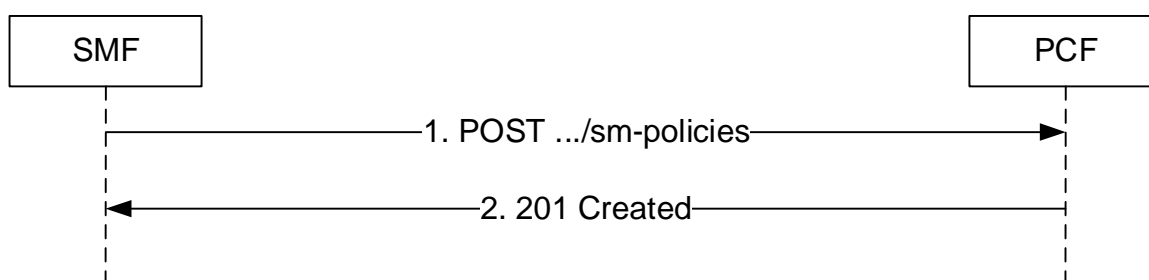 SMF
PCF
1. POST .../sm-policies
2. 201 Created